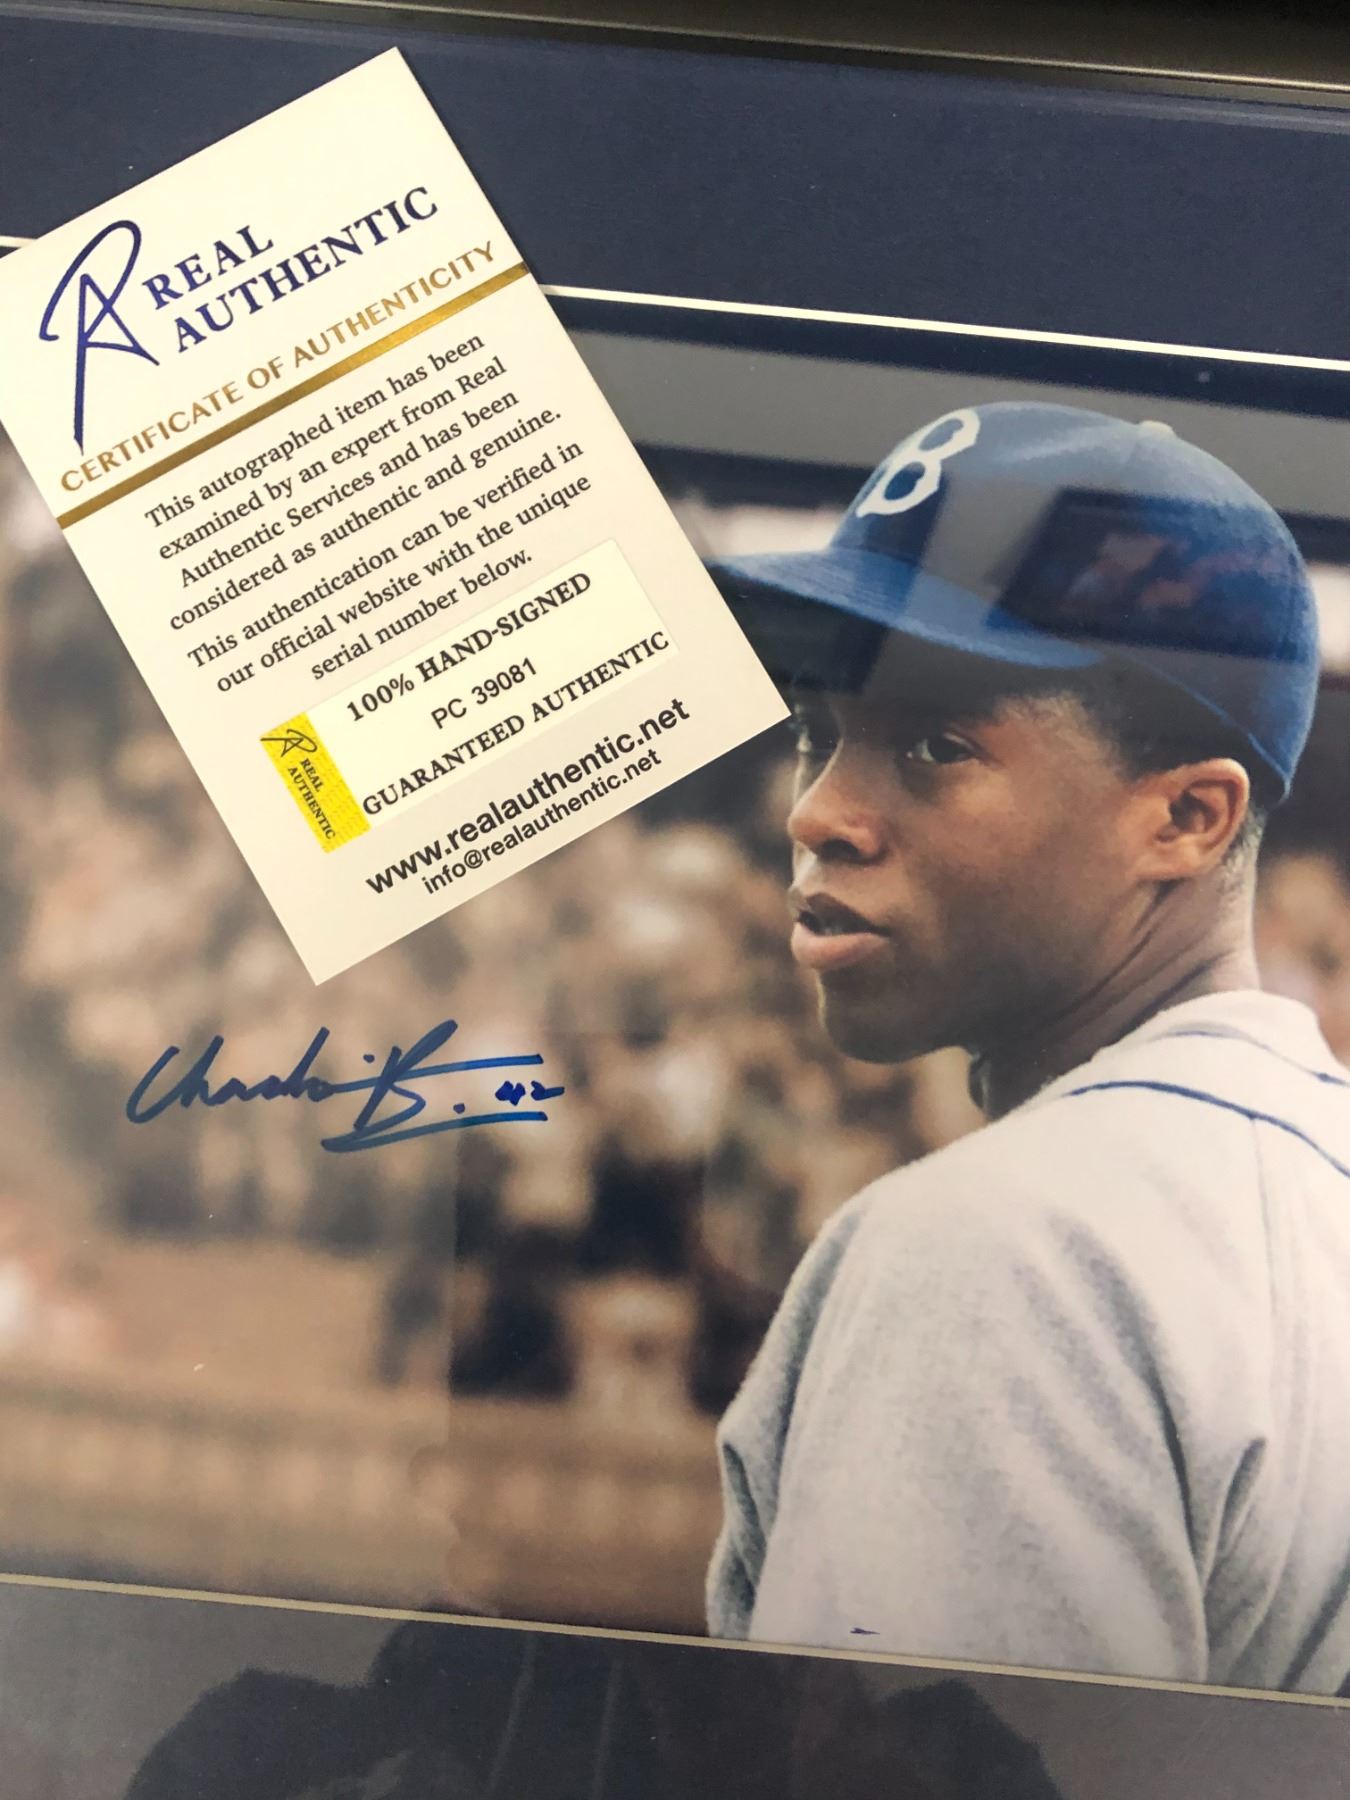 REAL
AUTHENTIC
CERTIFICATE OF AUTHENTICITY
This autographed item has been
examined by an expert from Real
Authentic Services and has been
considered as authentic and genuine.
This authentication can be verified in
our official website with the unique
serial number below.
100% HAND-SIGNED
PC 39081
GUARANTEED AUTHENTIC
REAL
AUTHENTIC
www.realauthentic.net
info@realauthentic.net
B
42